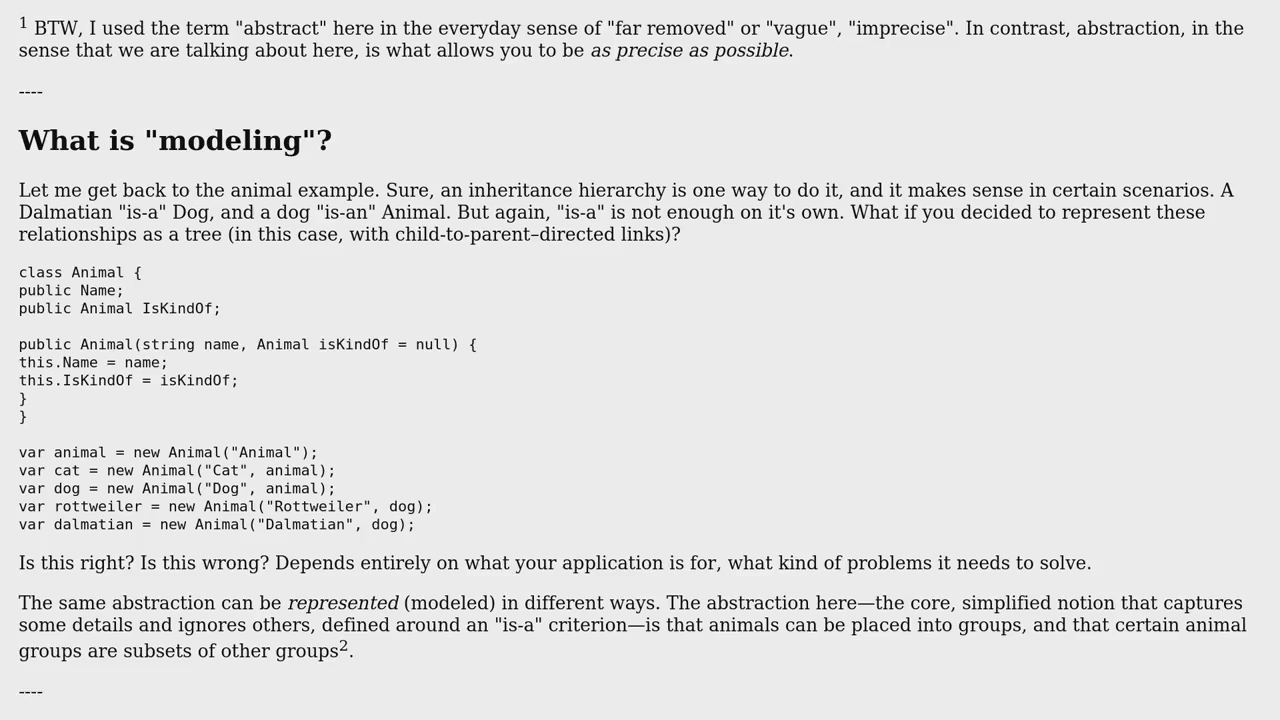 1 BTW, I used the term "abstract" here in the everyday sense of "far removed" or "vague", "imprecise". In contrast, abstraction, in the
sense that we are talking about here, is what allows you to be as precise as possible.
----
What is "modeling"?
Let me get back to the animal example. Sure, an inheritance hierarchy is one way to do it, and it makes sense in certain scenarios. A
Dalmatian "is-a" Dog, and a dog "is-an" Animal. But again, "is-a" is not enough on it's own. What if you decided to represent these
relationships as a tree (in this case, with child-to-parent–directed links)?
class Animal {
public Name;
public Animal IsKindOf;
public Animal(string name, Animal isKindOf = null) {
this.Name = name;
this.IsKindOf = isKindOf;
}
}
var animal = new Animal("Animal");
var cat = new Animal("Cat", animal);
var dog = new Animal("Dog", animal);
var rottweiler = new Animal("Rottweiler", dog);
var dalmatian = new Animal("Dalmatian", dog);
Is this right? Is this wrong? Depends entirely on what your application is for, what kind of problems it needs to solve.
The same abstraction can be represented (modeled) in different ways. The abstraction here—the core, simplified notion that captures
some details and ignores others, defined around an "is-a" criterion—is that animals can be placed into groups, and that certain animal
groups are subsets of other groups2.
----